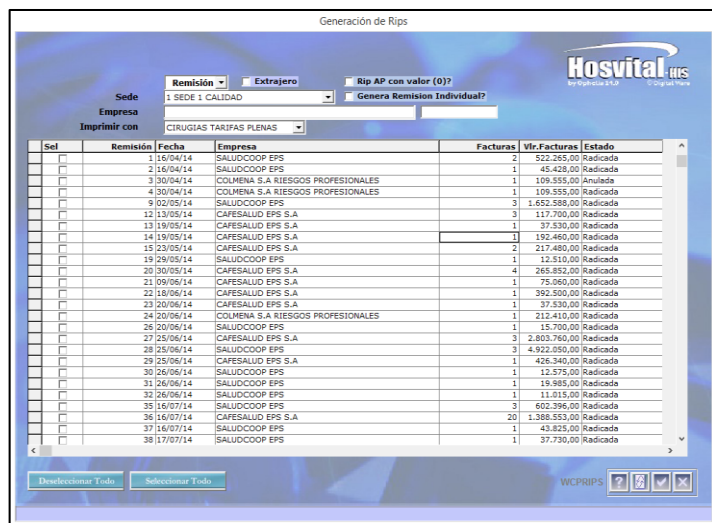 Generación de Rips
Hosvital-HIS
by Ophelia 24.0 © Digital Ware
Remisión Extrajero Rip AP con valor (0)?
Sede 1 SEDE 1 CALIDAD Genera Remision Individual?
Empresa
Imprimir con CIRUGIAS TARIFAS PLENAS
Sel Remisión Fecha Empresa Facturas Vlr.Facturas Estado
1 16/04/14 SALUDCOOP EPS 2 522.265,00 Radicada
2 16/04/14 SALUDCOOP EPS 1 45.428,00 Radicada
3 30/04/14 COLMENA S.A RIESGOS PROFESIONALES 1 109.555,00 Anulada
4 30/04/14 COLMENA S.A RIESGOS PROFESIONALES 1 109.555,00 Radicada
9 02/05/14 SALUDCOOP EPS 3 1.652.588,00 Radicada
12 13/05/14 CAFESALUD EPS S.A 3 117.700,00 Radicada
13 19/05/14 CAFESALUD EPS S.A 1 37.530,00 Radicada
14 19/05/14 CAFESALUD EPS S.A 1 192.460,00 Radicada
15 23/05/14 CAFESALUD EPS S.A 2 217.480,00 Radicada
19 29/05/14 SALUDCOOP EPS 1 12.510,00 Radicada
20 30/05/14 CAFESALUD EPS S.A 4 265.852,00 Radicada
21 09/06/14 CAFESALUD EPS S.A 1 75.060,00 Radicada
22 18/06/14 CAFESALUD EPS S.A 1 392.500,00 Radicada
23 20/06/14 CAFESALUD EPS S.A 1 37.530,00 Radicada
24 20/06/14 COLMENA S.A RIESGOS PROFESIONALES 1 212.410,00 Radicada
26 20/06/14 SALUDCOOP EPS 1 15.700,00 Radicada
27 25/06/14 CAFESALUD EPS S.A 3 2.803.760,00 Radicada
28 25/06/14 SALUDCOOP EPS 3 4.922.050,00 Radicada
29 25/06/14 CAFESALUD EPS S.A 1 426.340,00 Radicada
30 26/06/14 SALUDCOOP EPS 1 12.575,00 Radicada
31 26/06/14 SALUDCOOP EPS 1 19.985,00 Radicada
32 26/06/14 SALUDCOOP EPS 1 11.015,00 Radicada
35 16/07/14 SALUDCOOP EPS 3 602.396,00 Radicada
36 16/07/14 CAFESALUD EPS S.A 20 1.388.553,00 Radicada
37 16/07/14 SALUDCOOP EPS 1 43.825,00 Radicada
38 17/07/14 SALUDCOOP EPS 1 37.730,00 Radicada
Deseleccionar Todo Seleccionar Todo WCPRIPS ?